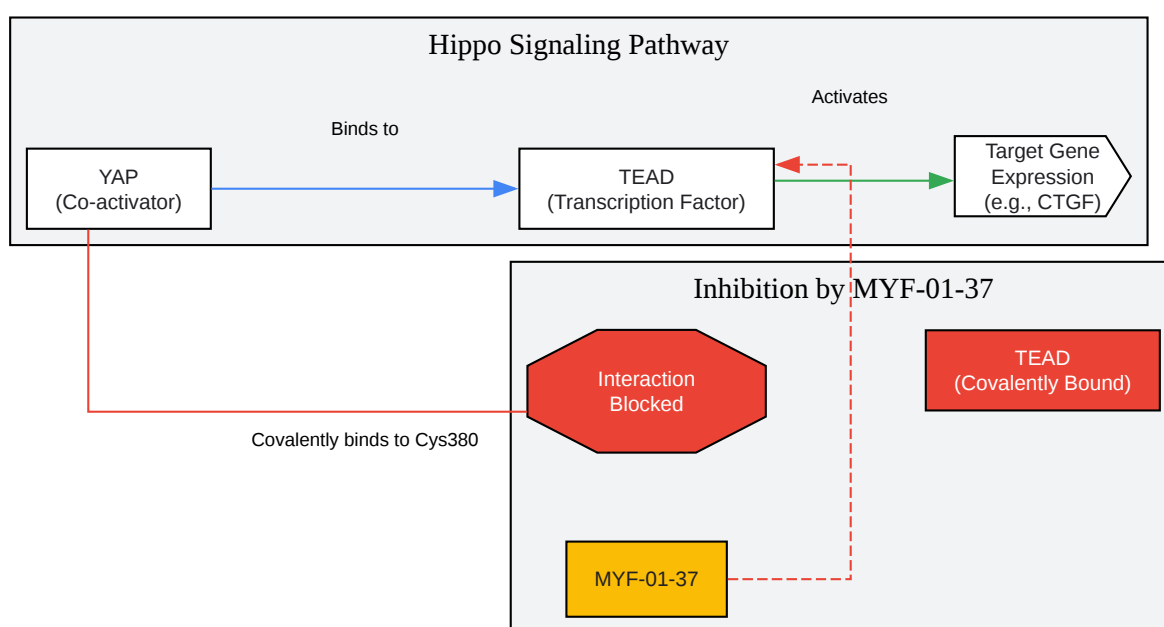 Hippo Signaling Pathway
Activates
Binds to
YAP
(Co-activator)
TEAD
(Transcription Factor)
Target Gene
Expression
(e.g., CTGF)
Inhibition by MYF-01-37
Interaction
Blocked
TEAD
(Covalently Bound)
Covalently binds to Cys380
MYF-01-37